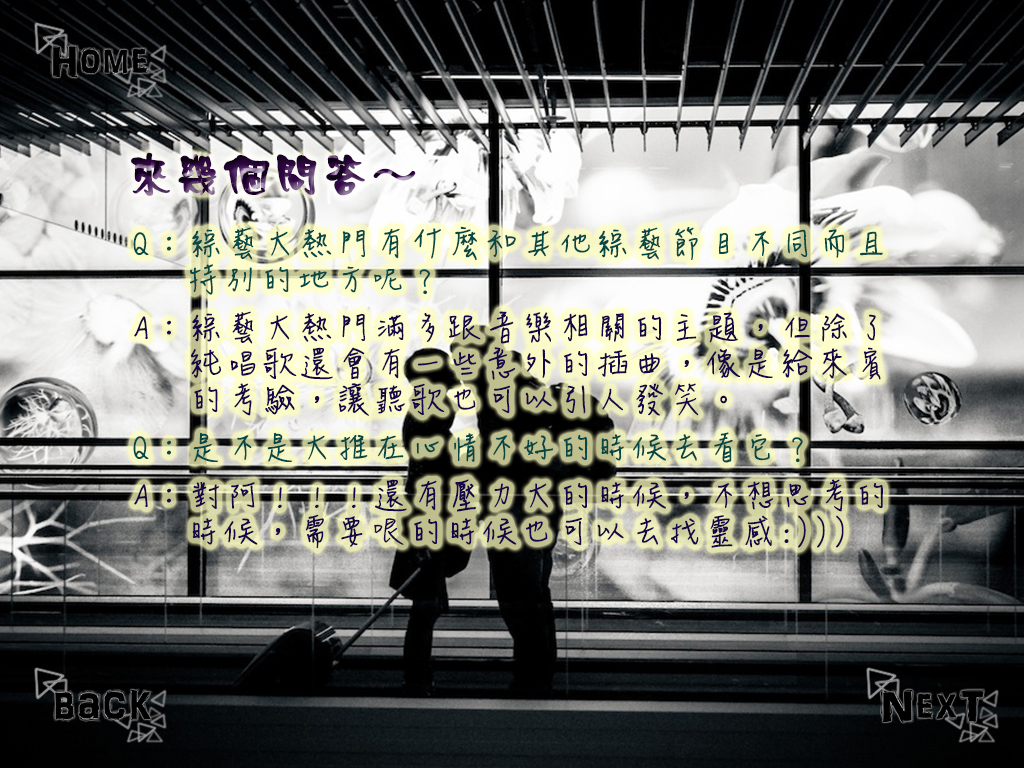 HOME
來幾個問答～
Q：綜藝大熱門有什麼和其他綜藝節目不同而且
特別的地方呢？
A：綜藝大熱門滿多跟音樂相關的主題。但除了
純唱歌還會有一些意外的插曲，像是給來賓
的考驗，讓聽歌也可以引人發笑。
Q：是不是大推在心情不好的時候去看它？
A：對阿！！！還有壓力大的時候，不想思考的
時候，需要哏的時候也可以去找靈感:)))
BaCK
NEXT